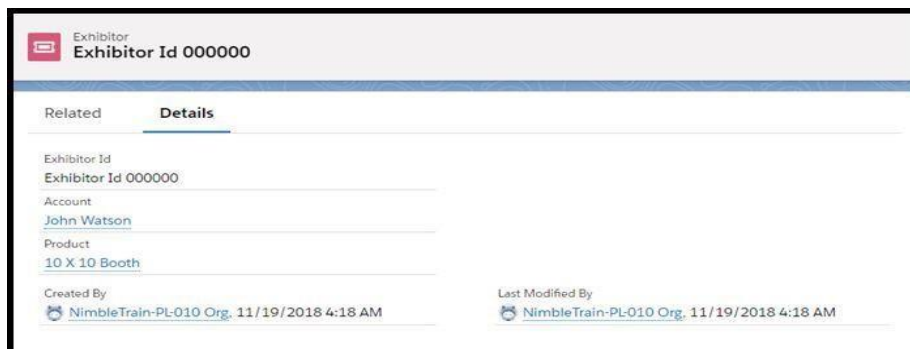 Exhibitor
Exhibitor Id 000000
Related Details
Exhibitor Id
Exhibitor Id 000000
Account
John Watson
Product
10 X 10 Booth
Created By Last Modified By
NimbleTrain-PL-010 Org, 11/19/2018 4:18 AM NimbleTrain-PL-010 Org, 11/19/2018 4:18 AM